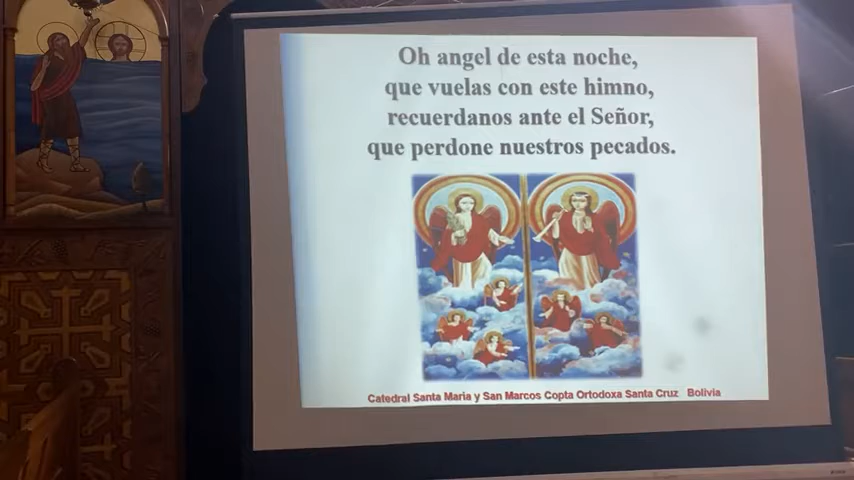 Oh angel de esta noche,
que vuelas con este himno,
recuerdanos ante el Señor,
que perdone nuestros pecados.
Catedral Santa Maria y San Marcos Copta Ortodoxa Santa Cruz Bolivia